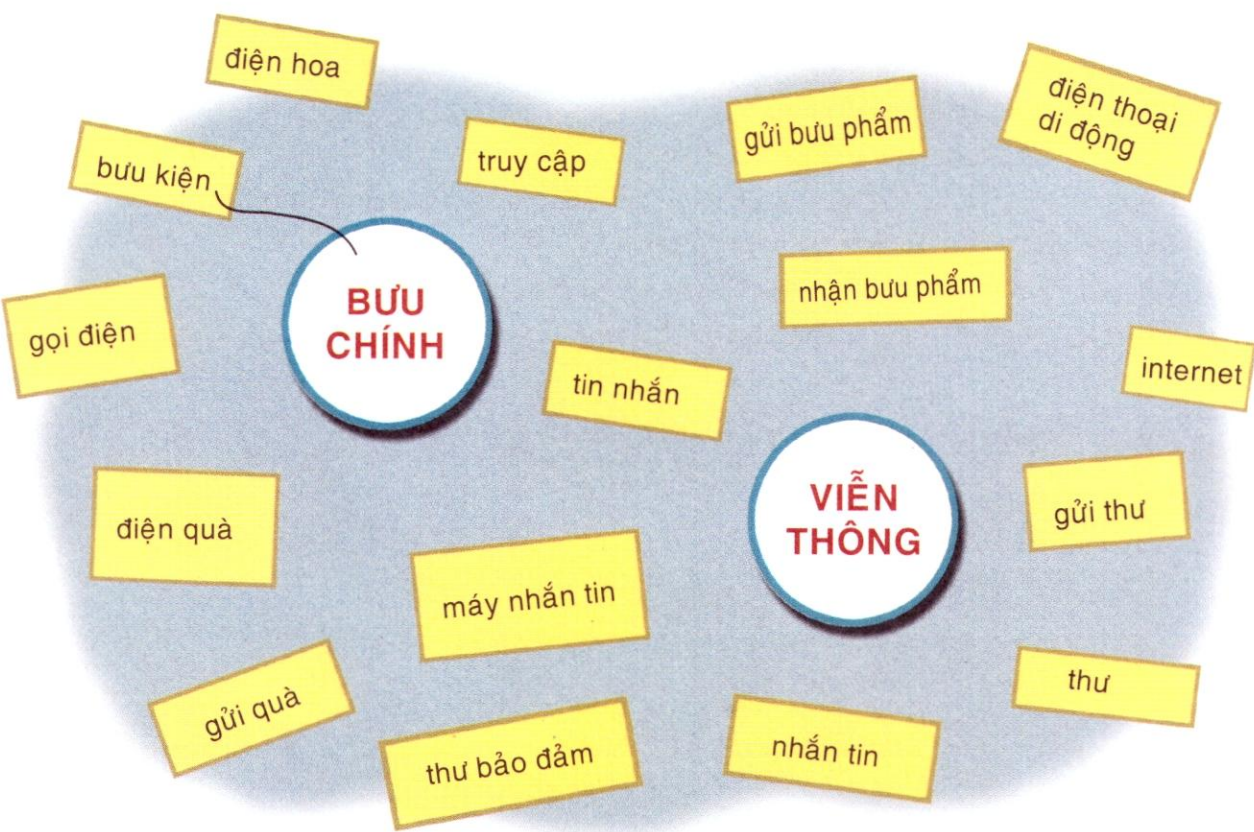 điện hoa
bưu kiện
truy cập
gửi bưu phẩm
điện thoại
di động
gọi điện
BƯU
CHÍNH
nhận bưu phẩm
tin nhắn
internet
điện quà
VIỄN
THÔNG
gửi thư
máy nhắn tin
gửi quà
thư bảo đảm
nhắn tin
thư